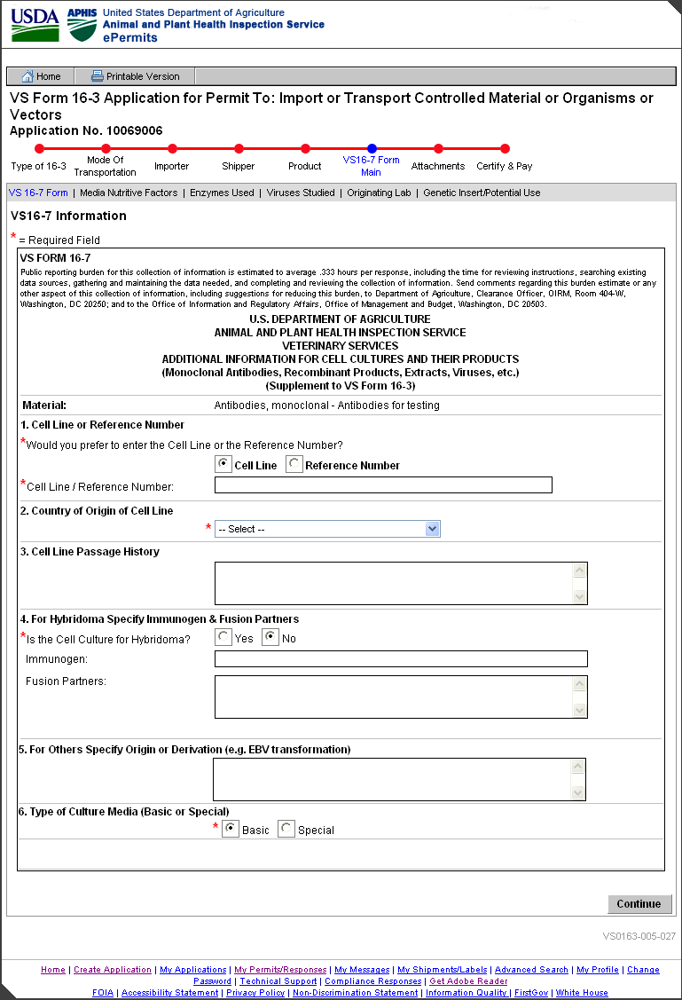 USDA APHIS United States Department of Agriculture
Animal and Plant Health Inspection Service
ePermits
Home Printable Version
VS Form 16-3 Application for Permit To: Import or Transport Controlled Material or Organisms or
Vectors
Application No. 10069006
Type of 16-3 Mode Of Transportation Importer Shipper Product VS16-7 Form Main Attachments Certify & Pay
VS 16-7 Form | Media Nutritive Factors | Enzymes Used | Viruses Studied | Originating Lab | Genetic Insert/Potential Use
VS16-7 Information
* = Required Field
VS FORM 16-7
Public reporting burden for this collection of information is estimated to average .333 hours per response, including the time for reviewing instructions, searching existing
data sources, gathering and maintaining the data needed, and completing and reviewing the collection of information. Send comments regarding this burden estimate or any
other aspect of this collection of information, including suggestions for reducing this burden, to Department of Agriculture, Clearance Officer, OIRM, Room 404-W,
Washington, DC 20250; and to the Office of Information and Regulatory Affairs, Office of Management and Budget, Washington, DC 20503.
U.S. DEPARTMENT OF AGRICULTURE
ANIMAL AND PLANT HEALTH INSPECTION SERVICE
VETERINARY SERVICES
ADDITIONAL INFORMATION FOR CELL CULTURES AND THEIR PRODUCTS
(Monoclonal Antibodies, Recombinant Products, Extracts, Viruses, etc.)
(Supplement to VS Form 16-3)
Material: Antibodies, monoclonal - Antibodies for testing
1. Cell Line or Reference Number
*Would you prefer to enter the Cell Line or the Reference Number?
Cell Line Reference Number
*Cell Line / Reference Number:
2. Country of Origin of Cell Line
* -- Select --
3. Cell Line Passage History
4. For Hybridoma Specify Immunogen & Fusion Partners
*Is the Cell Culture for Hybridoma? Yes No
Immunogen:
Fusion Partners:
5. For Others Specify Origin or Derivation (e.g. EBV transformation)
6. Type of Culture Media (Basic or Special)
* Basic Special
Continue
VS0163-005-027
Home | Create Application | My Applications | My Permits/Responses | My Messages | My Shipments/Labels | Advanced Search | My Profile | Change
Password | Technical Support | Compliance Responses | Get Adobe Reader
FOIA | Accessibility Statement | Privacy Policy | Non-Discrimination Statement | Information Quality | FirstGov | White House